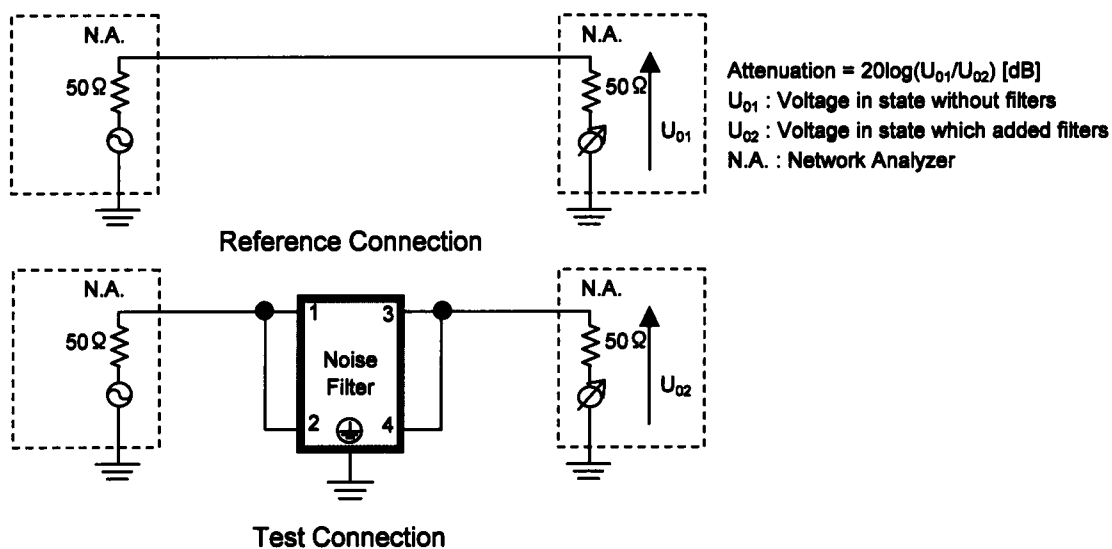 N.A.
N.A.
50Ω
50Ω
U01
Attenuation = 20log(U01/U02) [dB]
U01 : Voltage in state without filters
U02 : Voltage in state which added filters
N.A. : Network Analyzer
Reference Connection
N.A.
N.A.
50Ω
1
3
Noise
Filter
2
4
50Ω
U02
Test Connection